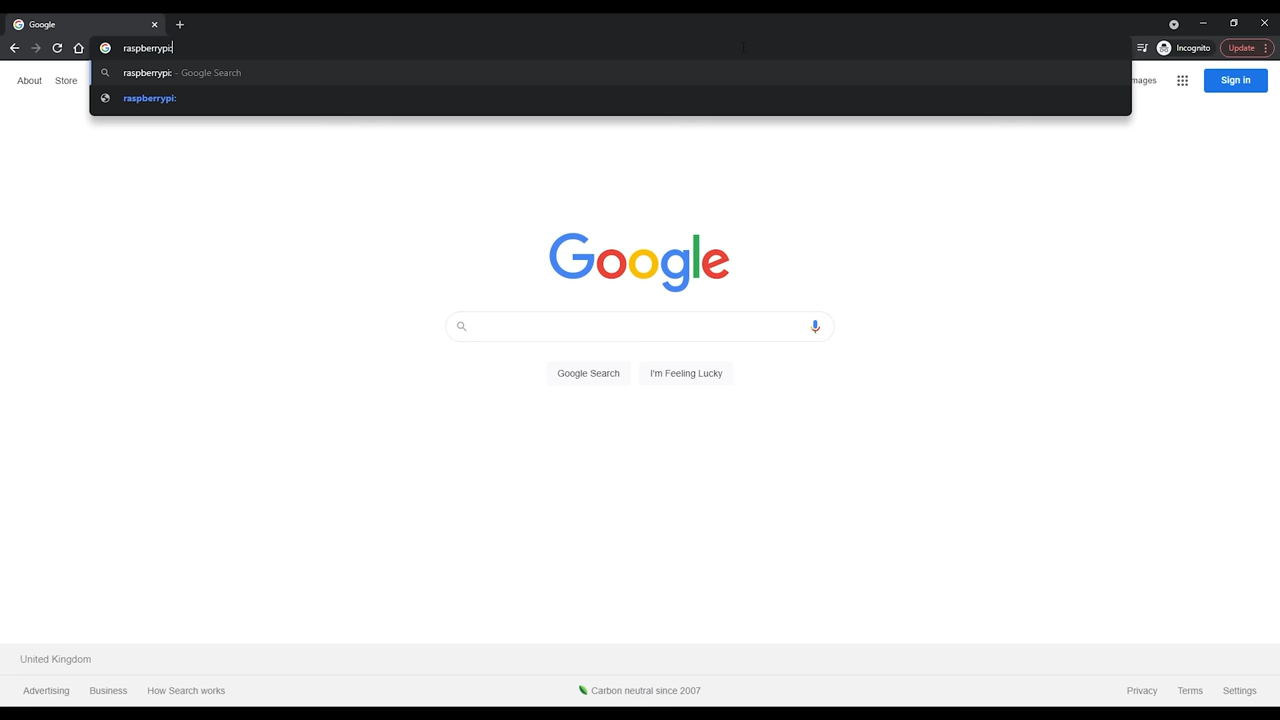 Google
raspberrypi:
Incognito
Update
raspberrypi: - Google Search
raspberrypi:
About
Store
mages
Sign in
Google
Google Search
I'm Feeling Lucky
United Kingdom
Advertising
Business
How Search works
Carbon neutral since 2007
Privacy
Terms
Settings